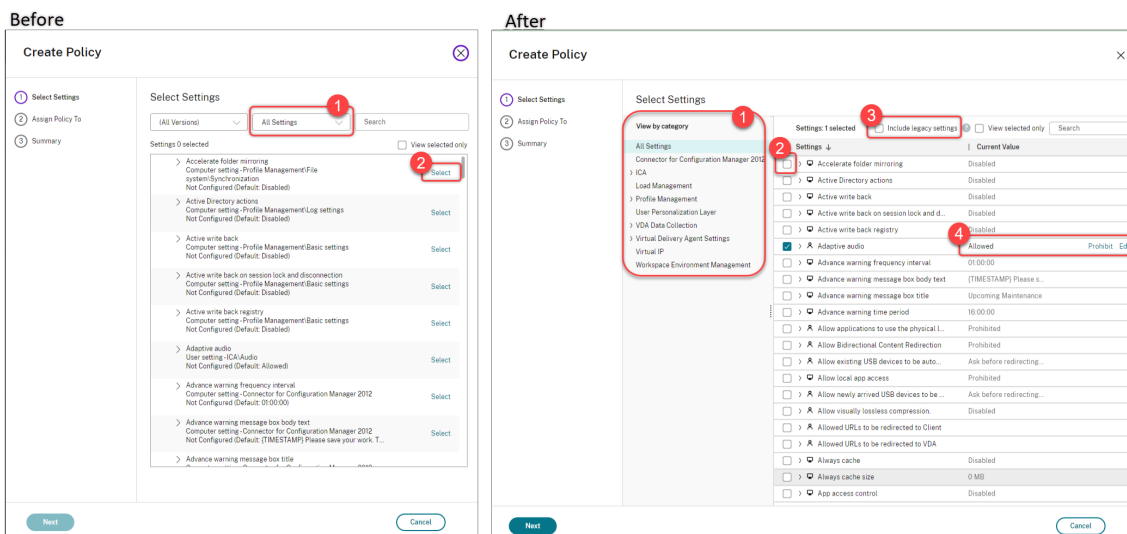 Before
Create Policy
1 Select Settings
2 Assign Policy To
3 Summary
Select Settings
1
(All Versions)
All Settings
Search
Settings 0 selected
View selected only
2
Accelerate folder mirroring
Computer setting - Profile Management\File
system\Synchronization
Not Configured (Default: Disabled)
Select
Active Directory actions
Computer setting - Profile Management\Log settings
Not Configured (Default: Disabled)
Select
Active write back
Computer setting - Profile Management\Basic settings
Not Configured (Default: Disabled)
Select
Active write back on session lock and disconnection
Computer setting - Profile Management\Basic settings
Not Configured (Default: Disabled)
Select
Active write back registry
Computer setting - Profile Management\Basic settings
Not Configured (Default: Disabled)
Select
Adaptive audio
User setting - ICA\Audio
Not Configured (Default: Allowed)
Select
Advance warning frequency interval
Computer setting - Connector for Configuration Manager 2012
Not Configured (Default: 01:00:00)
Select
Advance warning message box body text
Computer setting - Connector for Configuration Manager 2012
Not Configured (Default: {TIMESTAMP} Please save your work. T...
Select
Advance warning message box title
Next
Cancel
After
Create Policy
1 Select Settings
2 Assign Policy To
3 Summary
Select Settings
1
View by category
All Settings
Connector for Configuration Manager 2012
ICA
Load Management
Profile Management
User Personalization Layer
VDA Data Collection
Virtual Delivery Agent Settings
Virtual IP
Workspace Environment Management
3
Settings: 1 selected
Include legacy settings
View selected only
Search
2
Settings ↓
Current Value
Accelerate folder mirroring Disabled
Active Directory actions Disabled
Active write back Disabled
Active write back on session lock and d... Disabled
Active write back registry Disabled
4
Adaptive audio Allowed Prohibit Ed
Advance warning frequency interval 01:00:00
Advance warning message box body text {TIMESTAMP} Please s...
Advance warning message box title Upcoming Maintenance
Advance warning time period 16:00:00
Allow applications to use the physical l... Prohibited
Allow Bidirectional Content Redirection Prohibited
Allow existing USB devices to be auto... Ask before redirecting...
Allow local app access Prohibited
Allow newly arrived USB devices to be ... Ask before redirecting...
Allow visually lossless compression. Disabled
Allowed URLs to be redirected to Client
Allowed URLs to be redirected to VDA
Always cache Disabled
Always cache size 0 MB
App access control Disabled
Next
Cancel